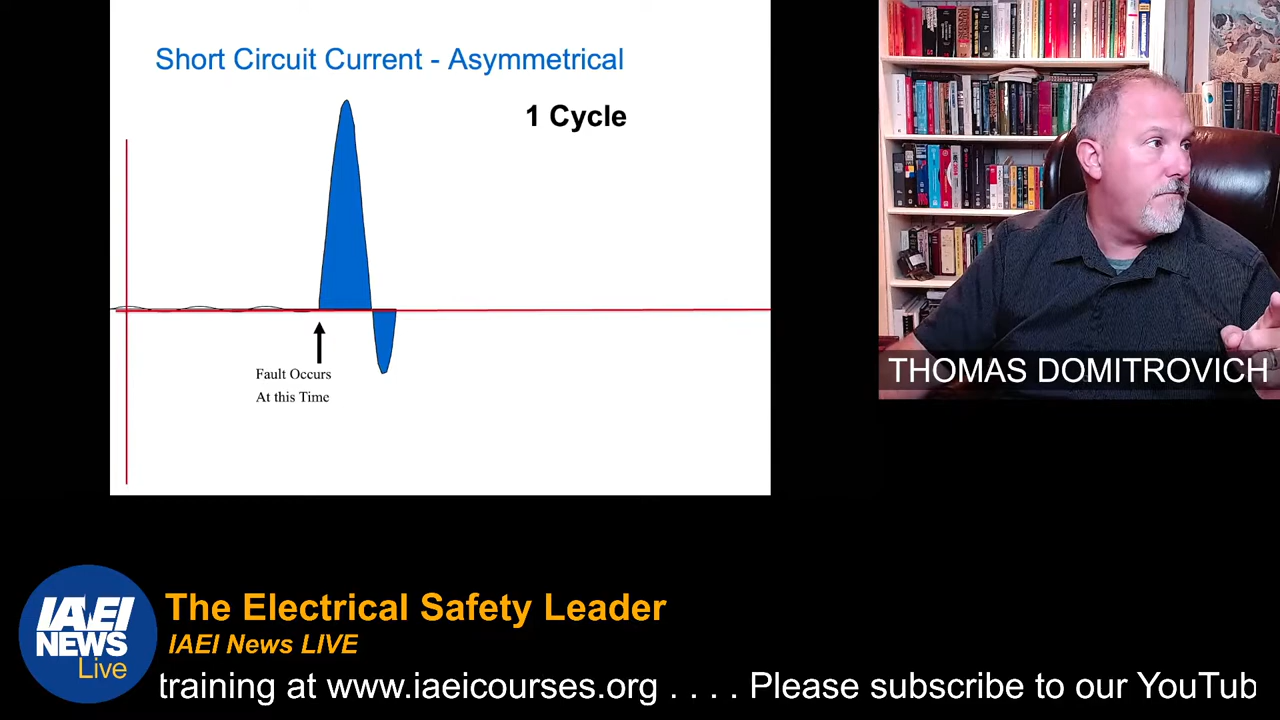 Short Circuit Current - Asymmetrical
1 Cycle
Fault Occurs
At this Time
THOMAS DOMITROVICH
IAEI
NEWS
Live
The Electrical Safety Leader
IAEI News LIVE
training at www.iaeicourses.org . . . . Please subscribe to our YouTub